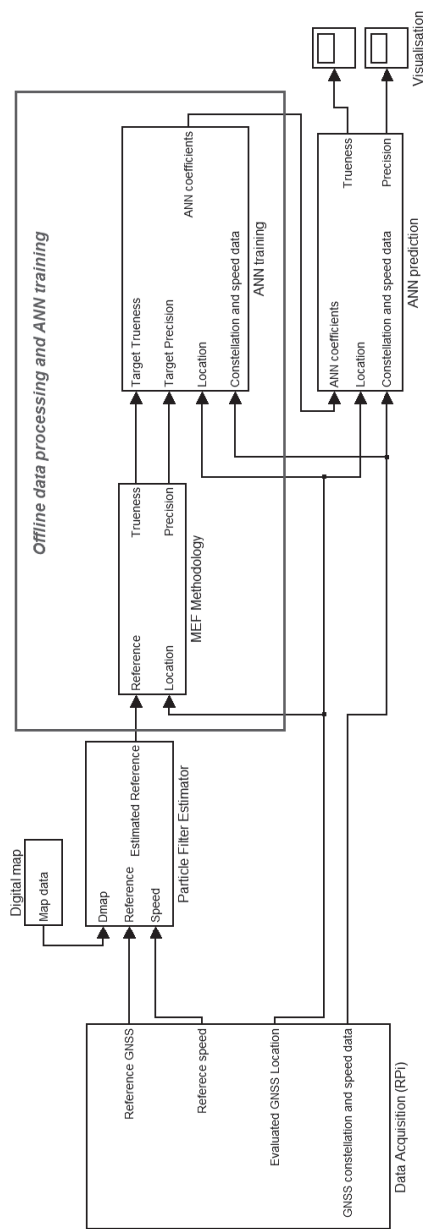 Offline data processing and ANN training
Digital map
Map data
Dmap
Reference
Speed
Estimated Reference
Particle Filter Estimator
Reference GNSS
Referece speed
Evaluated GNSS Location
GNSS constellation and speed data
Data Acquisition (RPi)
Reference
Location
Trueness
Precision
MEF Methodology
Target Trueness
Target Precision
Location
Constellation and speed data
ANN coefficients
ANN training
ANN coefficients
Location
Constellation and speed data
Trueness
Precision
ANN prediction
Visualisation